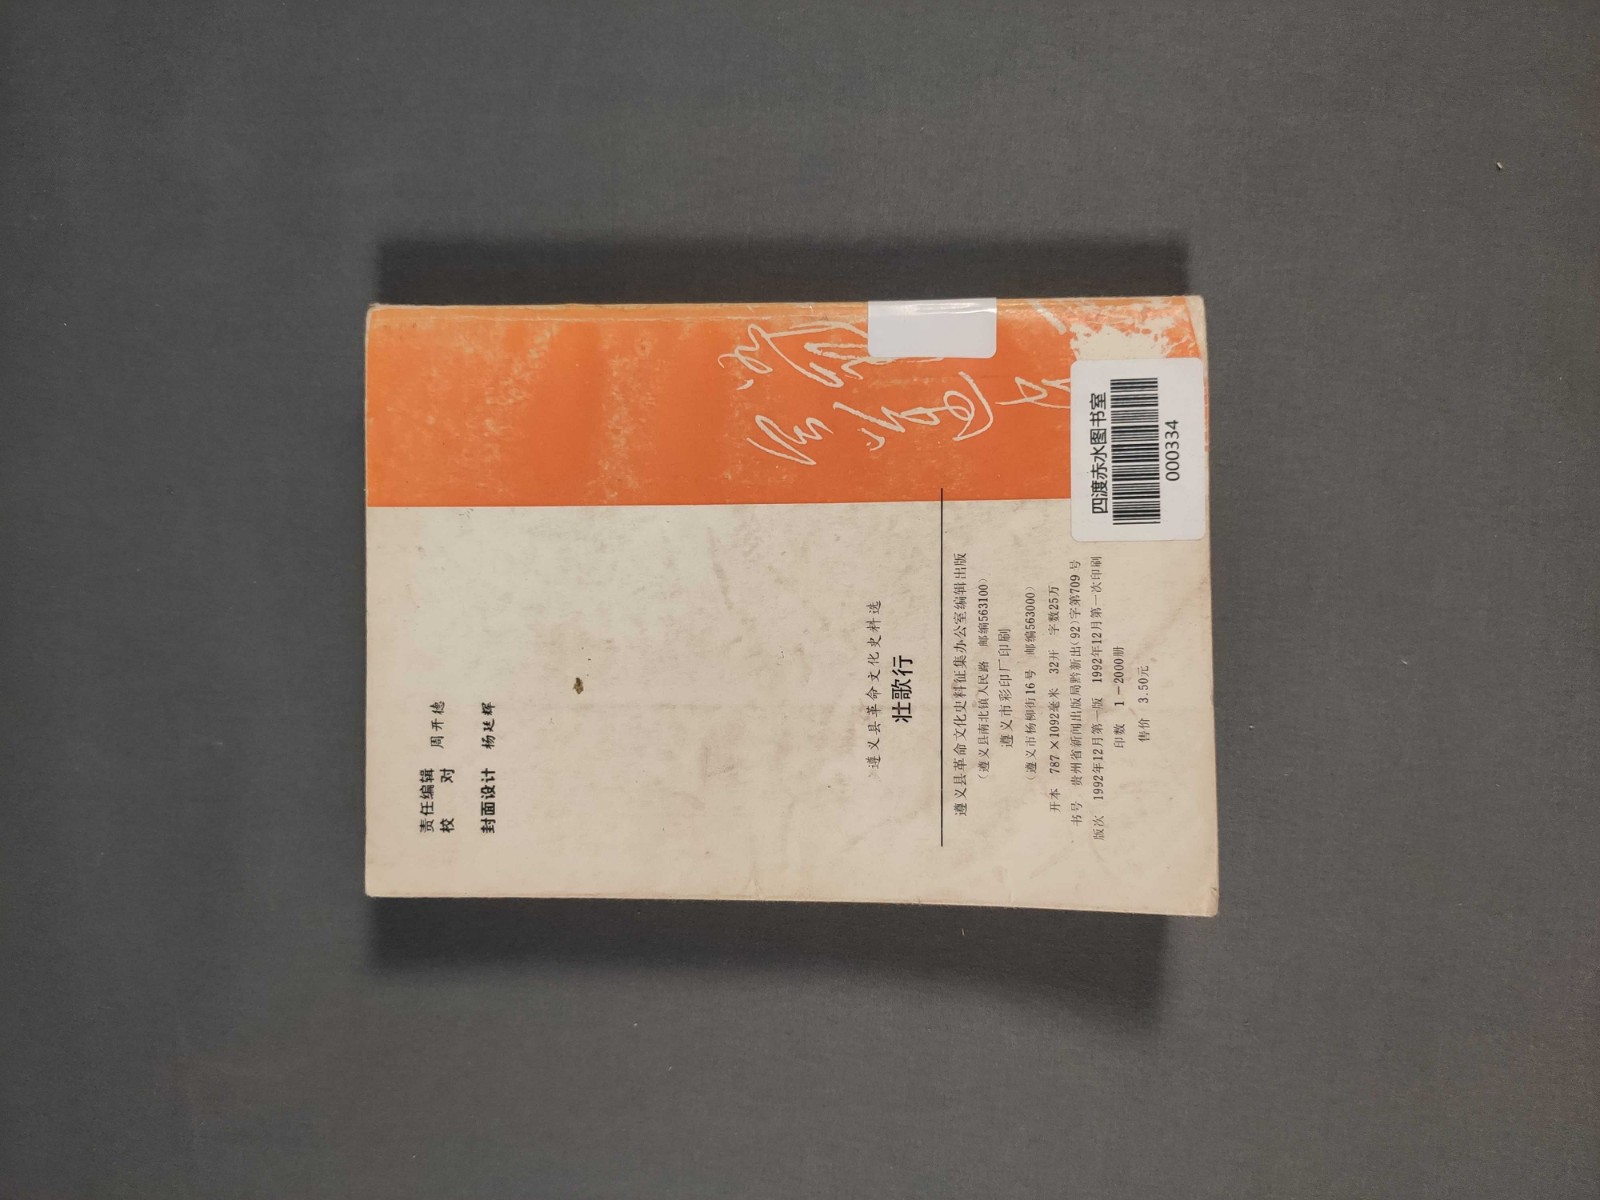 责任编辑
校 对 周开德
封面设计 杨廷辉
遵义县革命文化史料选
壮歌行
遵义县革命文化史料征集办公室编辑出版
(遵义县南北镇人民路 邮编563100)
遵义市彩印厂印刷
(遵义市杨柳街16号 邮编563000)
开本 787×1092毫米 32开 字数25万
书号 贵州省新闻出版局黔新出(92)字第709号
版次 1992年12月第一版 1992年12月第一次印刷
印数 1-2000册
售价 3.50元
四渡赤水图书室
000334